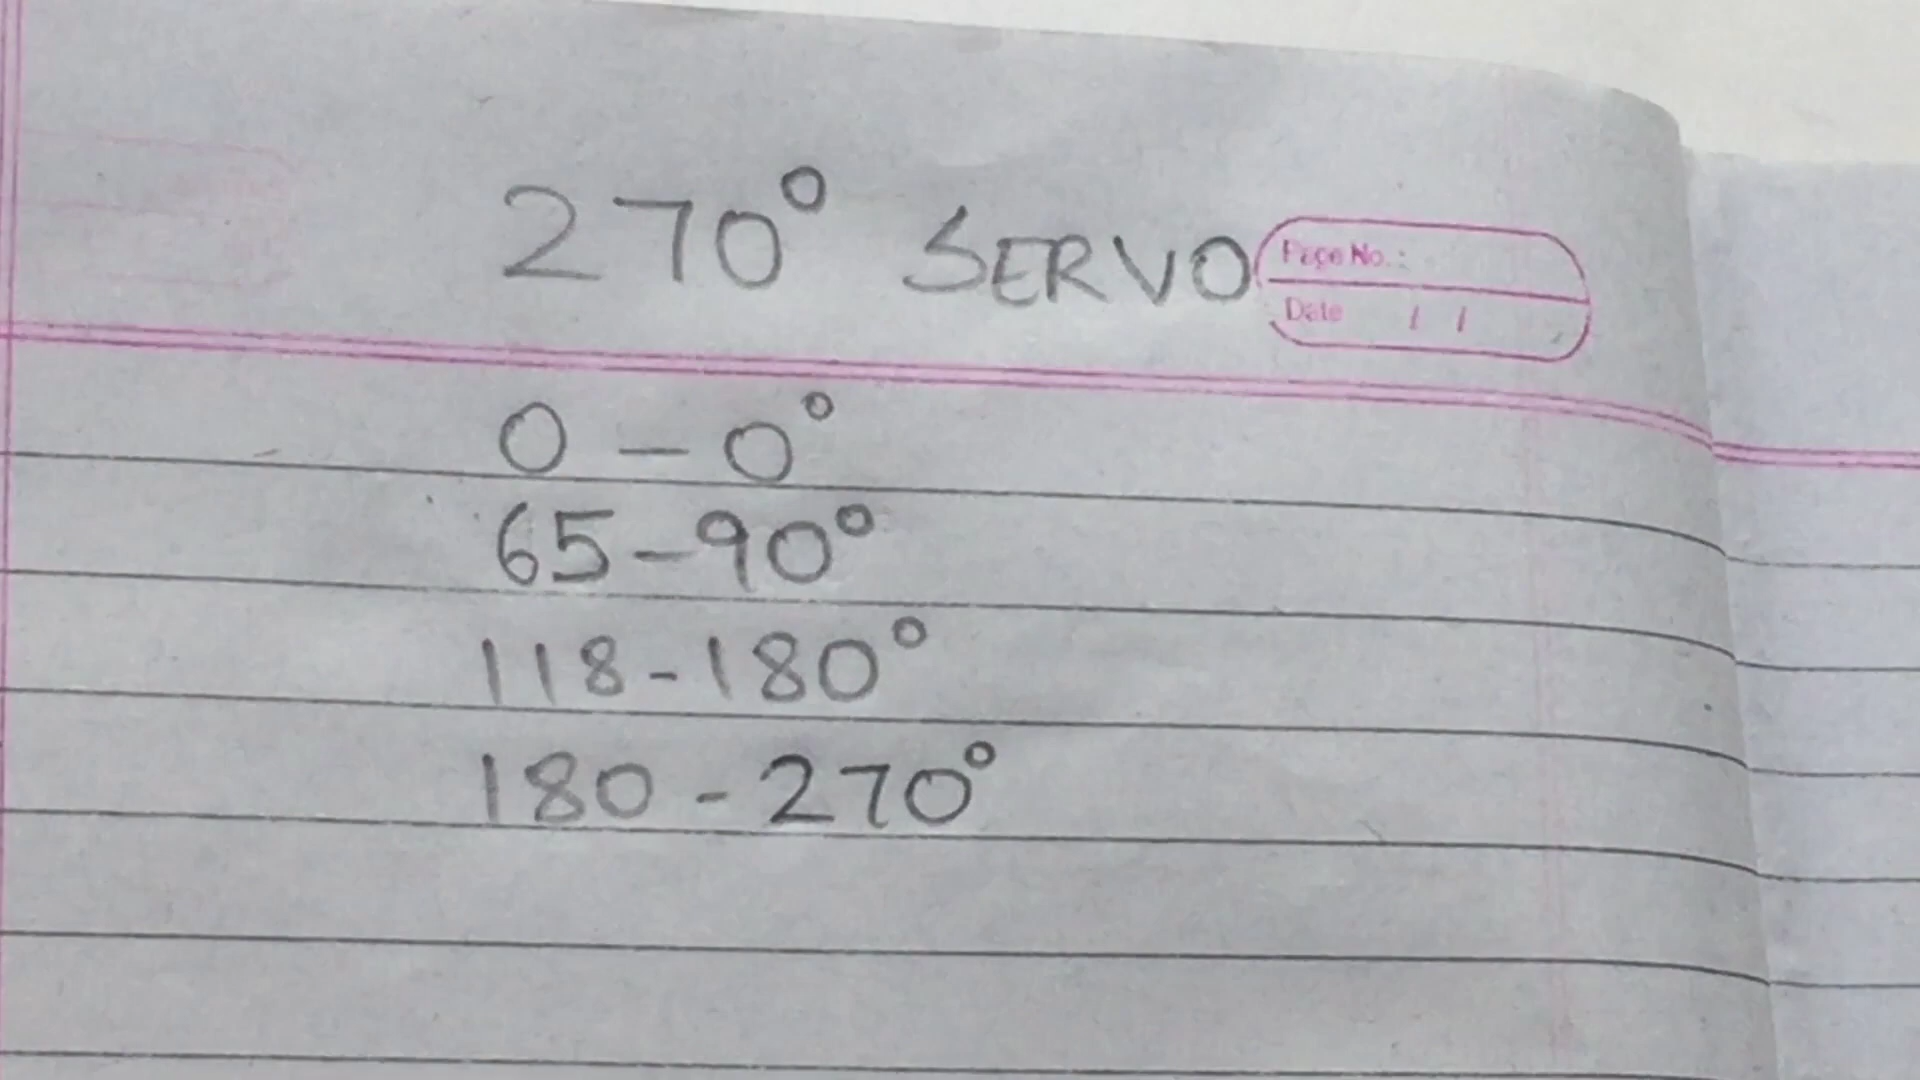 270° SERVO
Page No.:
Date / /
0 - 0°
65 - 90°
118 - 180°
180 - 270°